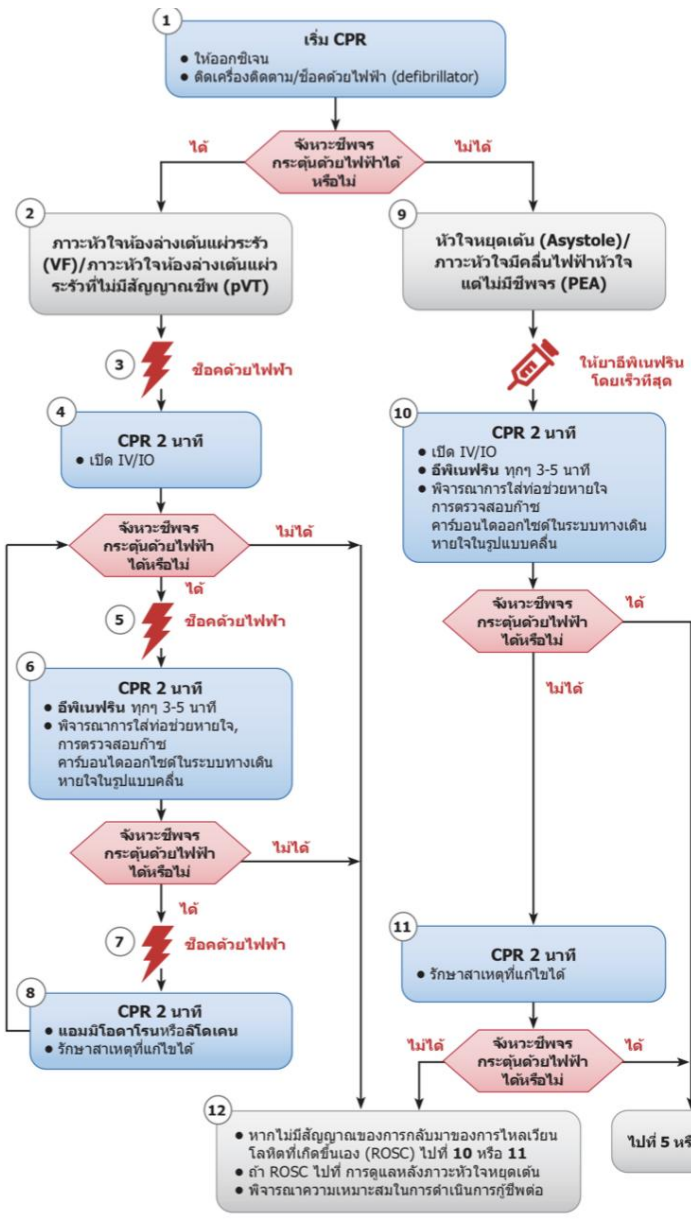 1
เริ่ม CPR
● ให้ออกซิเจน
● ติดเครื่องติดตาม/ช็อคด้วยไฟฟ้า (defibrillator)
จังหวะชีพจร
กระตุ้นด้วยไฟฟ้าได้
หรือไม่
ได้
ไม่ได้
2
ภาวะหัวใจห้องล่างเต้นแผ่วระรัว
(VF)/ภาวะหัวใจห้องล่างเต้นแผ่ว
ระรัวที่ไม่มีสัญญาณชีพ (pVT)
3
ช็อคด้วยไฟฟ้า
4
CPR 2 นาที
● เปิด IV/IO
จังหวะชีพจร
กระตุ้นด้วยไฟฟ้า
ได้หรือไม่
ไม่ได้
ได้
5
ช็อคด้วยไฟฟ้า
6
CPR 2 นาที
● อีพิเนฟริน ทุกๆ 3-5 นาที
● พิจารณาการใส่ท่อช่วยหายใจ,
การตรวจสอบก๊าซ
คาร์บอนไดออกไซด์ในระบบทางเดิน
หายใจในรูปแบบคลื่น
จังหวะชีพจร
กระตุ้นด้วยไฟฟ้า
ได้หรือไม่
ไม่ได้
ได้
7
ช็อคด้วยไฟฟ้า
8
CPR 2 นาที
● แอมมิโอดาโรนหรือลิโดเคน
● รักษาสาเหตุที่แก้ไขได้
9
หัวใจหยุดเต้น (Asystole)/
ภาวะหัวใจมีคลื่นไฟฟ้าหัวใจ
แต่ไม่มีชีพจร (PEA)
ให้ยาอีพิเนฟริน
โดยเร็วที่สุด
10
CPR 2 นาที
● เปิด IV/IO
● อีพิเนฟริน ทุกๆ 3-5 นาที
● พิจารณาการใส่ท่อช่วยหายใจ
การตรวจสอบก๊าซ
คาร์บอนไดออกไซด์ในระบบทางเดิน
หายใจในรูปแบบคลื่น
จังหวะชีพจร
กระตุ้นด้วยไฟฟ้า
ได้หรือไม่
ได้
ไม่ได้
11
CPR 2 นาที
● รักษาสาเหตุที่แก้ไขได้
ไม่ได้
จังหวะชีพจร
กระตุ้นด้วยไฟฟ้า
ได้หรือไม่
ได้
12
● หากไม่มีสัญญาณของการกลับมาของการไหลเวียน
โลหิตที่เกิดขึ้นเอง (ROSC) ไปที่ 10 หรือ 11
● ถ้า ROSC ไปที่ การดูแลหลังภาวะหัวใจหยุดเต้น
● พิจารณาความเหมาะสมในการดำเนินการกู้ชีพต่อ
ไปที่ 5